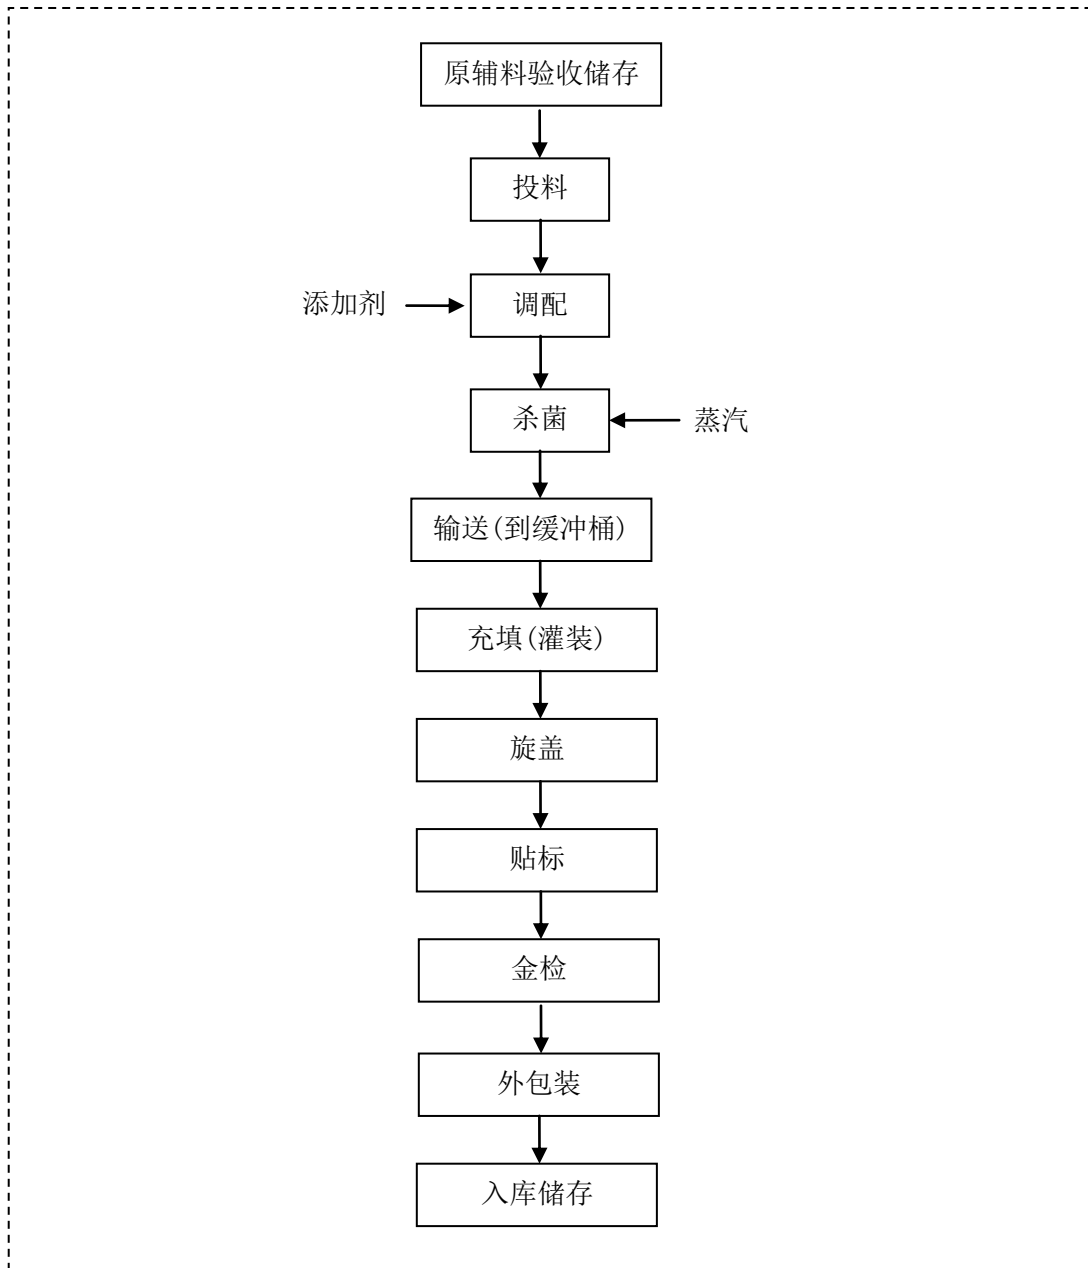 原辅料验收储存
投料
添加剂
调配
杀菌
蒸汽
输送(到缓冲桶)
充填(灌装)
旋盖
贴标
金检
外包装
入库储存